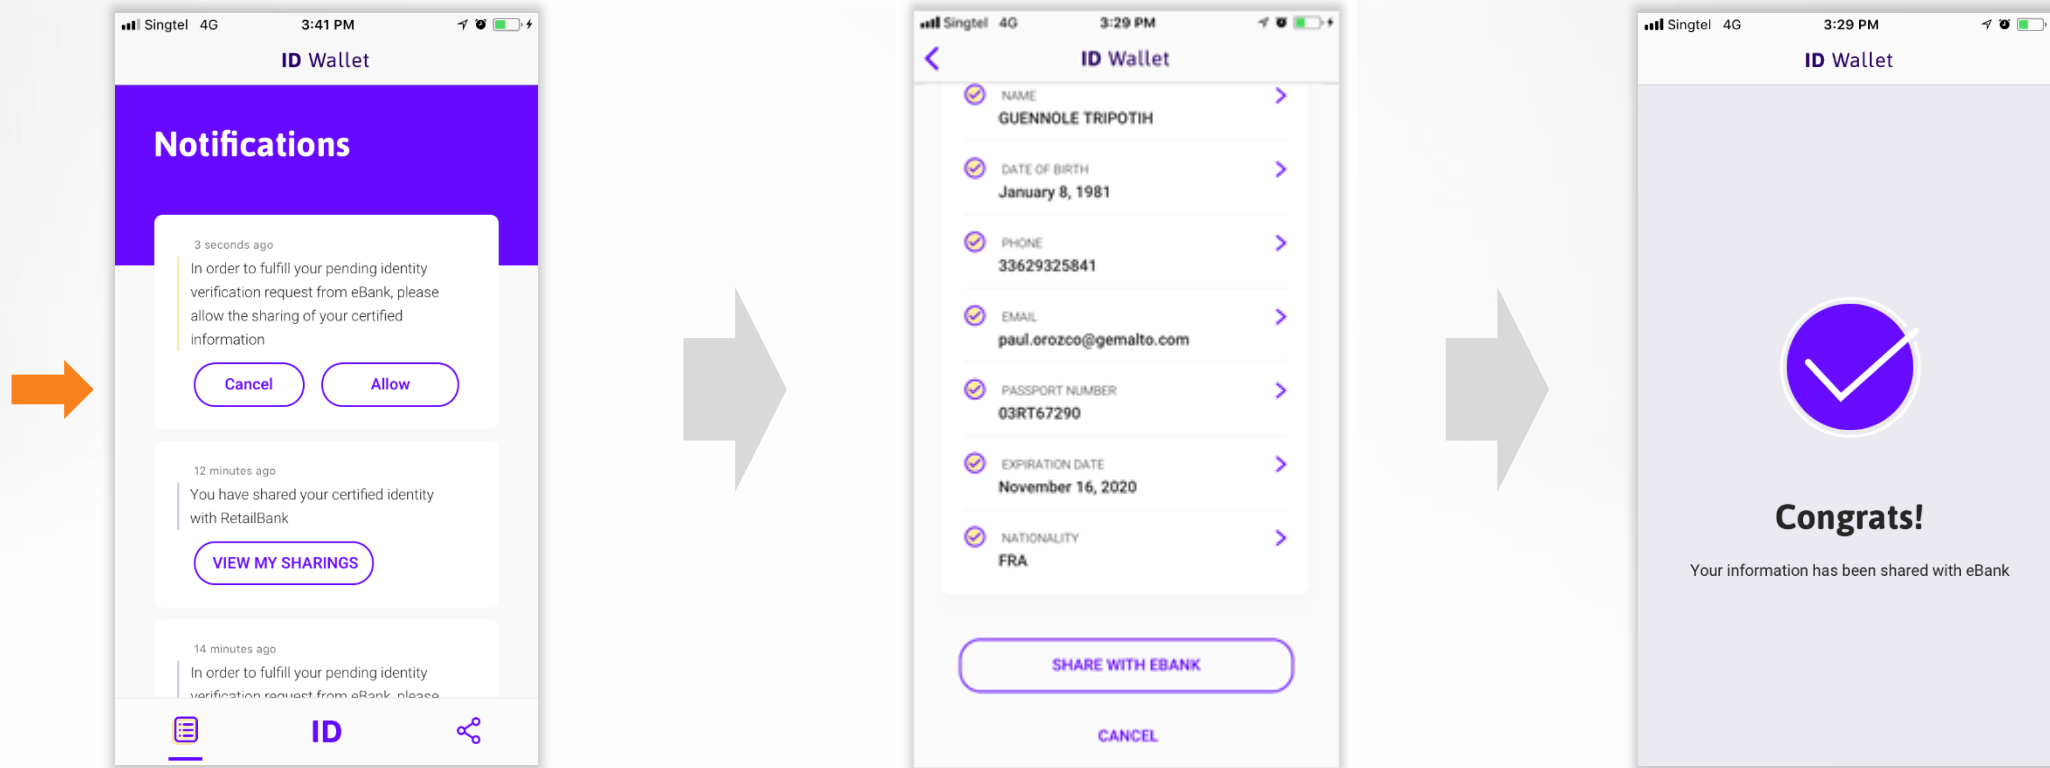 Singtel 4G 3:41 PM
ID Wallet
Notifications
3 seconds ago
In order to fulfill your pending identity
verification request from eBank, please
allow the sharing of your certified
information
Cancel Allow
12 minutes ago
You have shared your certified identity
with RetailBank
VIEW MY SHARINGS
14 minutes ago
In order to fulfill your pending identity
verification request from eBank, please
ID
Singtel 4G 3:29 PM
ID Wallet
NAME
GUENNOLE TRIPOTIH
DATE OF BIRTH
January 8, 1981
PHONE
33629325841
EMAIL
paul.orozco@gemalto.com
PASSPORT NUMBER
03RT67290
EXPIRATION DATE
November 16, 2020
NATIONALITY
FRA
SHARE WITH EBANK
CANCEL
Singtel 4G 3:29 PM
ID Wallet
Congrats!
Your information has been shared with eBank